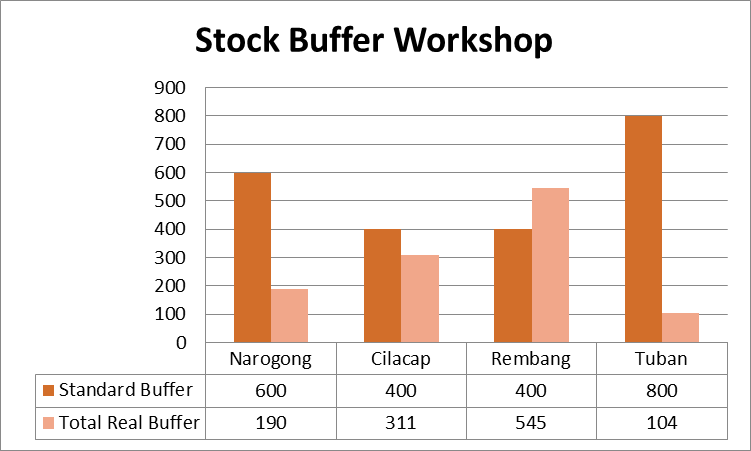 Stock Buffer Workshop
900
800
700
600
500
400
300
200
100
0
Narogong Cilacap Rembang Tuban
Standard Buffer 600 400 400 800
Total Real Buffer 190 311 545 104